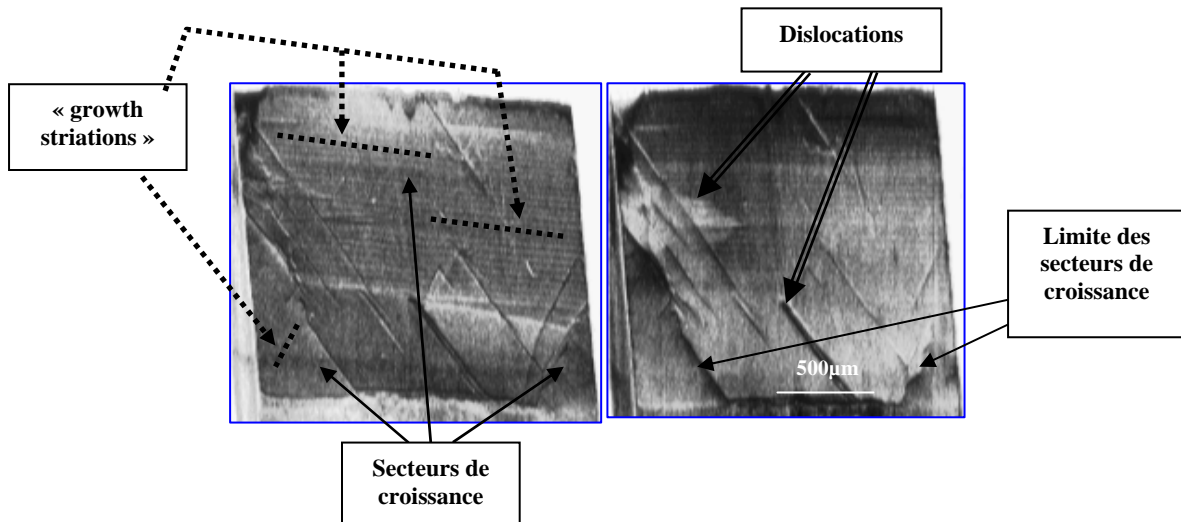 Dislocations
« growth
striations »
Limite des
secteurs de
croissance
500µm
Secteurs de
croissance